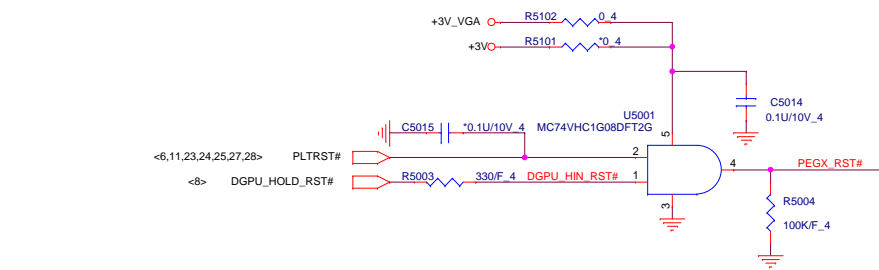 +3V_VGA R5102 0_4
+3V R5101 *0_4
U5001
MC74VHC1G08DFT2G
C5014
0.1U/10V_4
C5015 *0.1U/10V_4
5
<6,11,23,24,25,27,28> PLTRST# 2
4 PEGX_RST#
<8> DGPU_HOLD_RST# R5003 330/F_4 DGPU_HIN_RST# 1
3
R5004
100K/F_4